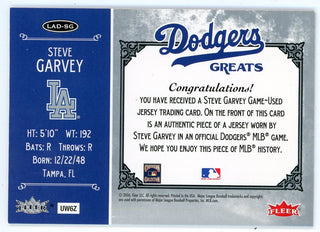 LAD-SG
STEVE
GARVEY
LA
HT: 5'10" WT: 192
BATS: R THROWS: R
BORN: 12/22/48
TAMPA, FL
FLEER
UW6Z
Dodgers
GREATS
Congratulations!
YOU HAVE RECEIVED A STEVE GARVEY GAME-USED
JERSEY TRADING CARD. ON THE FRONT OF THIS CARD
IS AN AUTHENTIC PIECE OF A JERSEY WORN BY
STEVE GARVEY IN AN OFFICIAL DODGERS® MLB® GAME.
WE HOPE YOU ENJOY THIS PIECE OF MLB® HISTORY.
FLEER